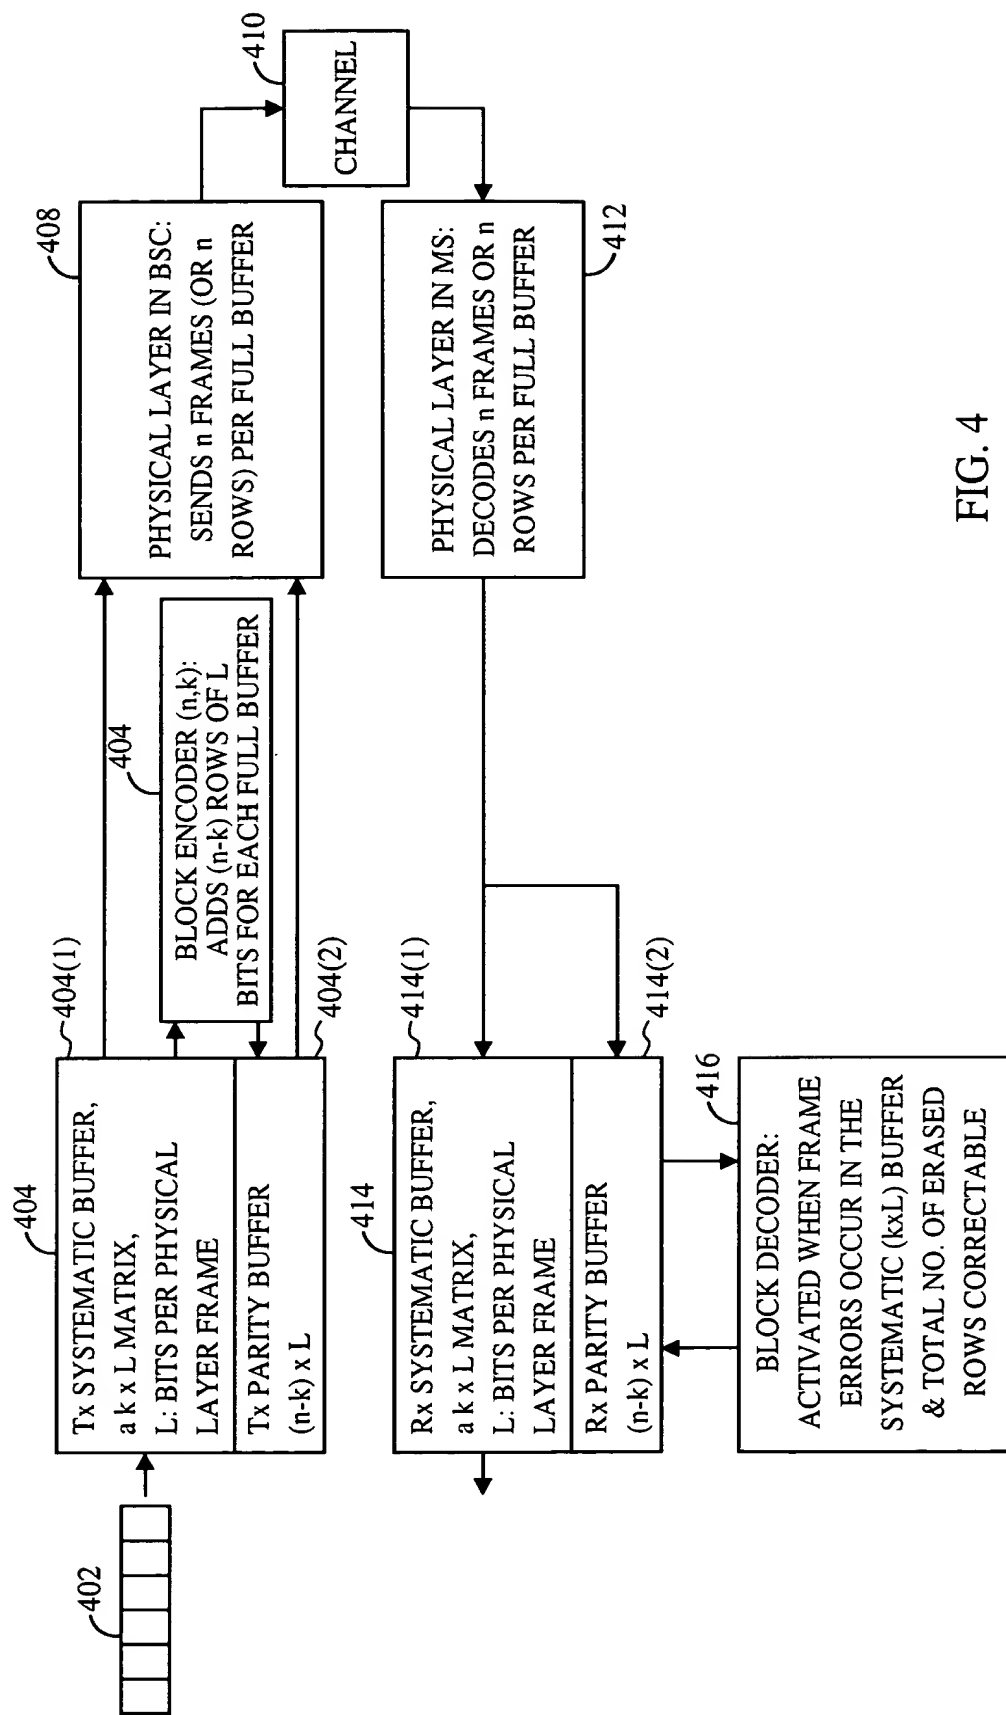 402
404
404(1)
Tx SYSTEMATIC BUFFER,
a k x L MATRIX,
L: BITS PER PHYSICAL
LAYER FRAME
Tx PARITY BUFFER
(n-k) x L
404(2)
404
BLOCK ENCODER (n,k):
ADDS (n-k) ROWS OF L
BITS FOR EACH FULL BUFFER
408
PHYSICAL LAYER IN BSC:
SENDS n FRAMES (OR n
ROWS) PER FULL BUFFER
410
CHANNEL
414
414(1)
Rx SYSTEMATIC BUFFER,
a k x L MATRIX,
L: BITS PER PHYSICAL
LAYER FRAME
Rx PARITY BUFFER
(n-k) x L
414(2)
PHYSICAL LAYER IN MS:
DECODES n FRAMES OR n
ROWS PER FULL BUFFER
412
416
BLOCK DECODER:
ACTIVATED WHEN FRAME
ERRORS OCCUR IN THE
SYSTEMATIC (kxL) BUFFER
& TOTAL NO. OF ERASED
ROWS CORRECTABLE
FIG. 4